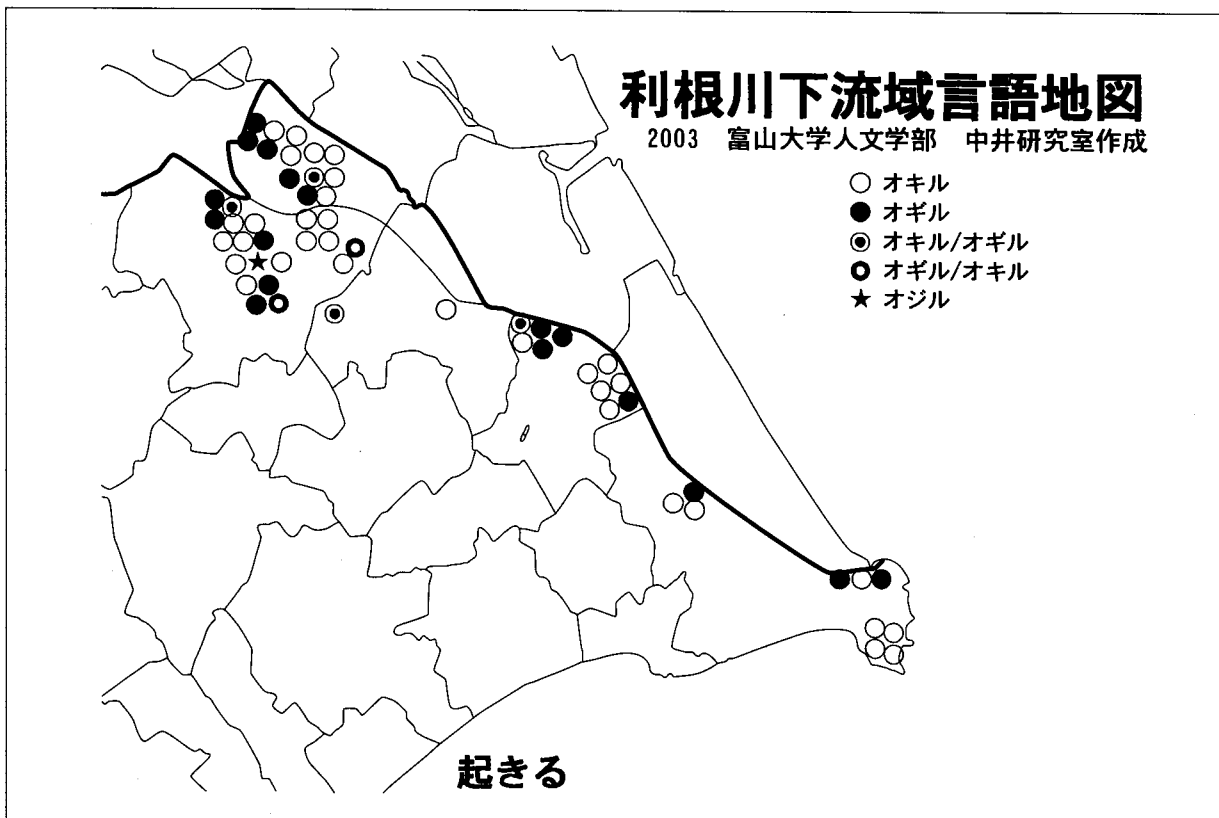 利根川下流域言語地図
2003 富山大学人文学部 中井研究室作成
○ オキル
● オギル
◉ オキル/オギル
◎ オギル/オキル
★ オジル
起きる